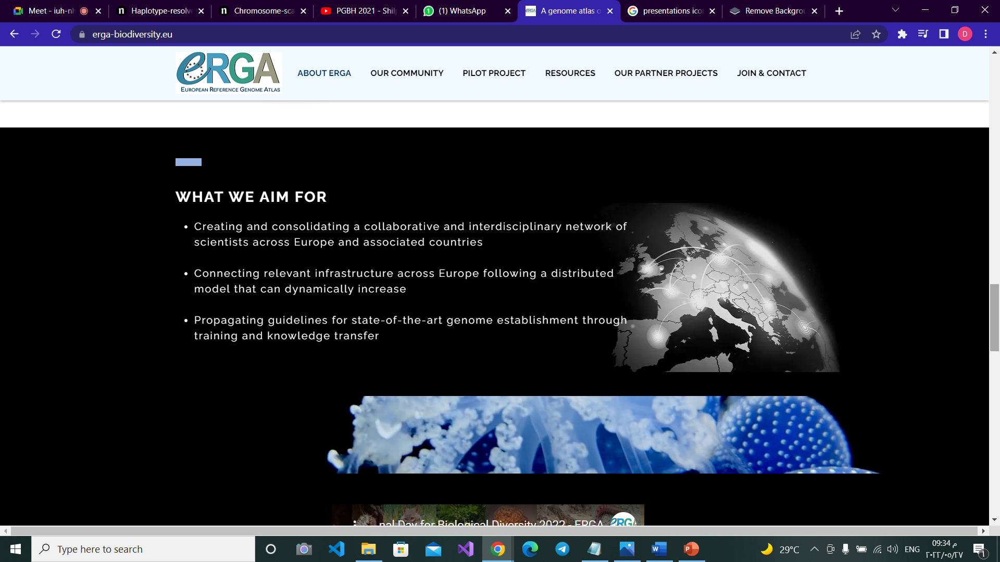 Meet - iuh-nh
Haplotype-resolve
Chromosome-sca
PGBH 2021 - Shilp
(1) WhatsApp
A genome atlas o
presentations ico
Remove Backgrou
erga-biodiversity.eu
D
eRGA
EUROPEAN REFERENCE GENOME ATLAS
ABOUT ERGA
OUR COMMUNITY
PILOT PROJECT
RESOURCES
OUR PARTNER PROJECTS
JOIN & CONTACT
WHAT WE AIM FOR
• Creating and consolidating a collaborative and interdisciplinary network of
scientists across Europe and associated countries
• Connecting relevant infrastructure across Europe following a distributed
model that can dynamically increase
• Propagating guidelines for state-of-the-art genome establishment through
training and knowledge transfer
nal Day for Biological Diversity 2022 - ERGA
eRGA
Type here to search
29°C
ENG
09:34 م
٢٠٢٢/٠٥/٢٧
١